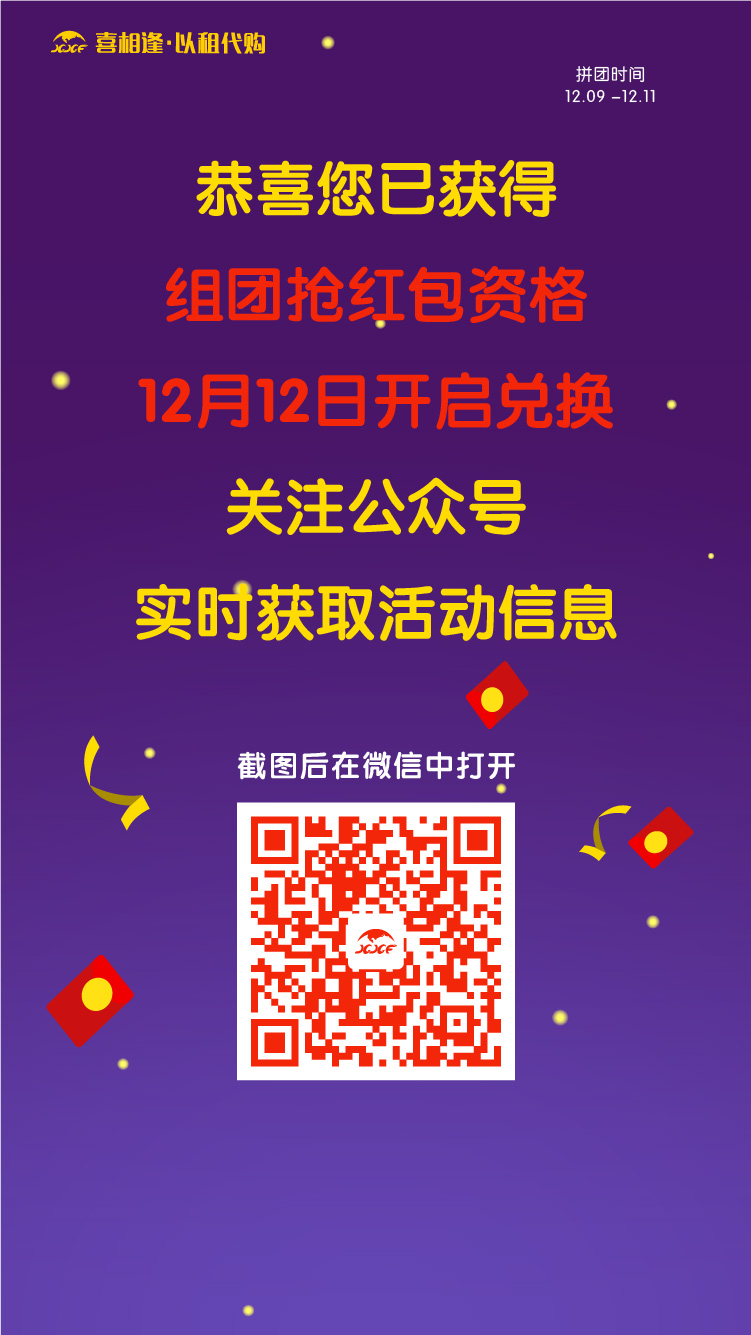 XXCF 喜相逢·以租代购
拼团时间
12.09 –12.11
恭喜您已获得
组团抢红包资格
12月12日开启兑换
关注公众号
实时获取活动信息
截图后在微信中打开
XXCF